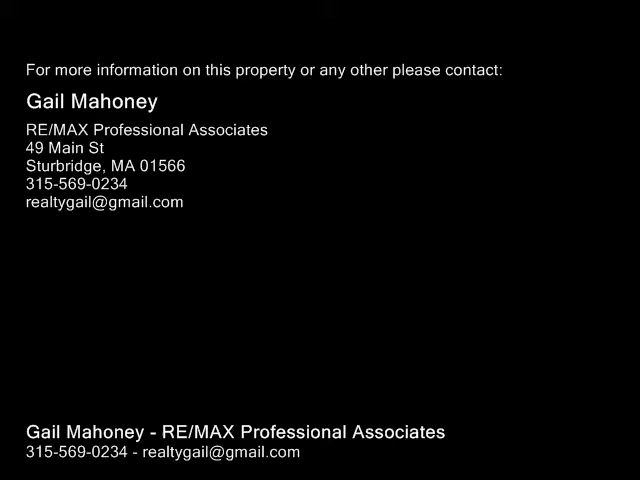 For more information on this property or any other please contact:
Gail Mahoney
RE/MAX Professional Associates
49 Main St
Sturbridge, MA 01566
315-569-0234
realtygail@gmail.com
Gail Mahoney - RE/MAX Professional Associates
315-569-0234 - realtygail@gmail.com